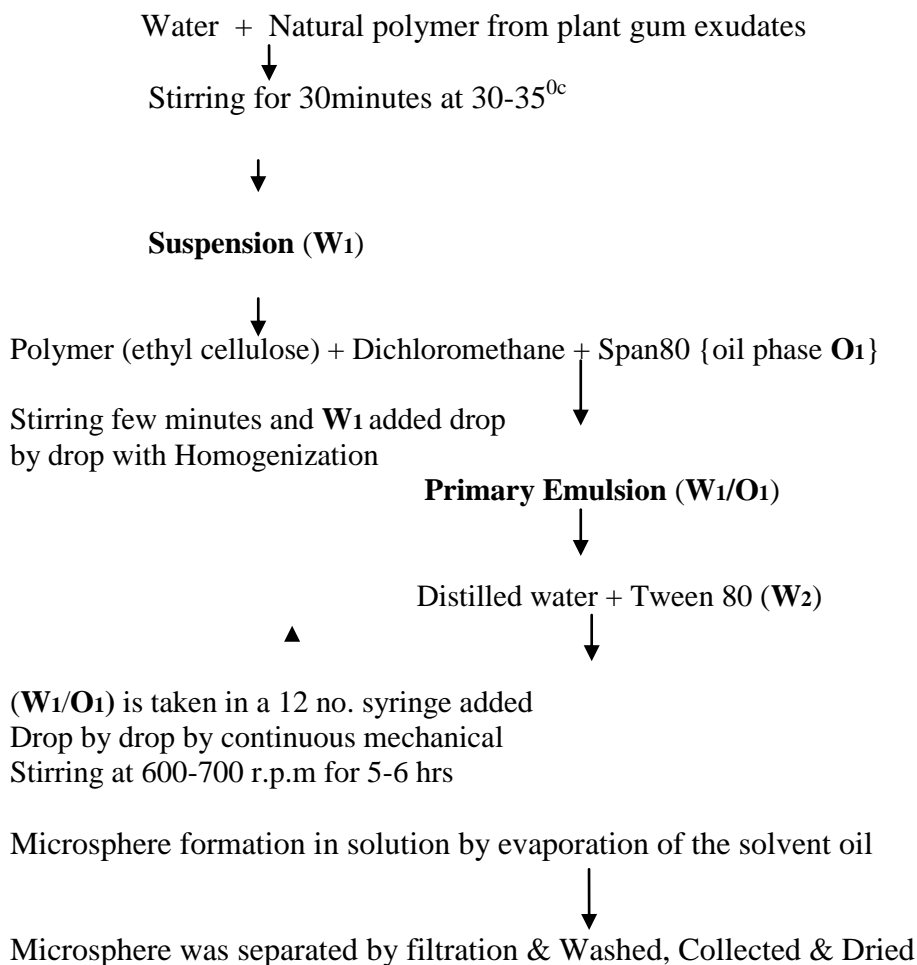 Water + Natural polymer from plant gum exudates
Stirring for 30minutes at 30-35⁰ᶜ
Suspension (W1)
Polymer (ethyl cellulose) + Dichloromethane + Span80 {oil phase O1}
Stirring few minutes and W1 added drop
by drop with Homogenization
Primary Emulsion (W1/O1)
Distilled water + Tween 80 (W2)
(W1/O1) is taken in a 12 no. syringe added
Drop by drop by continuous mechanical
Stirring at 600-700 r.p.m for 5-6 hrs
Microsphere formation in solution by evaporation of the solvent oil
Microsphere was separated by filtration & Washed, Collected & Dried